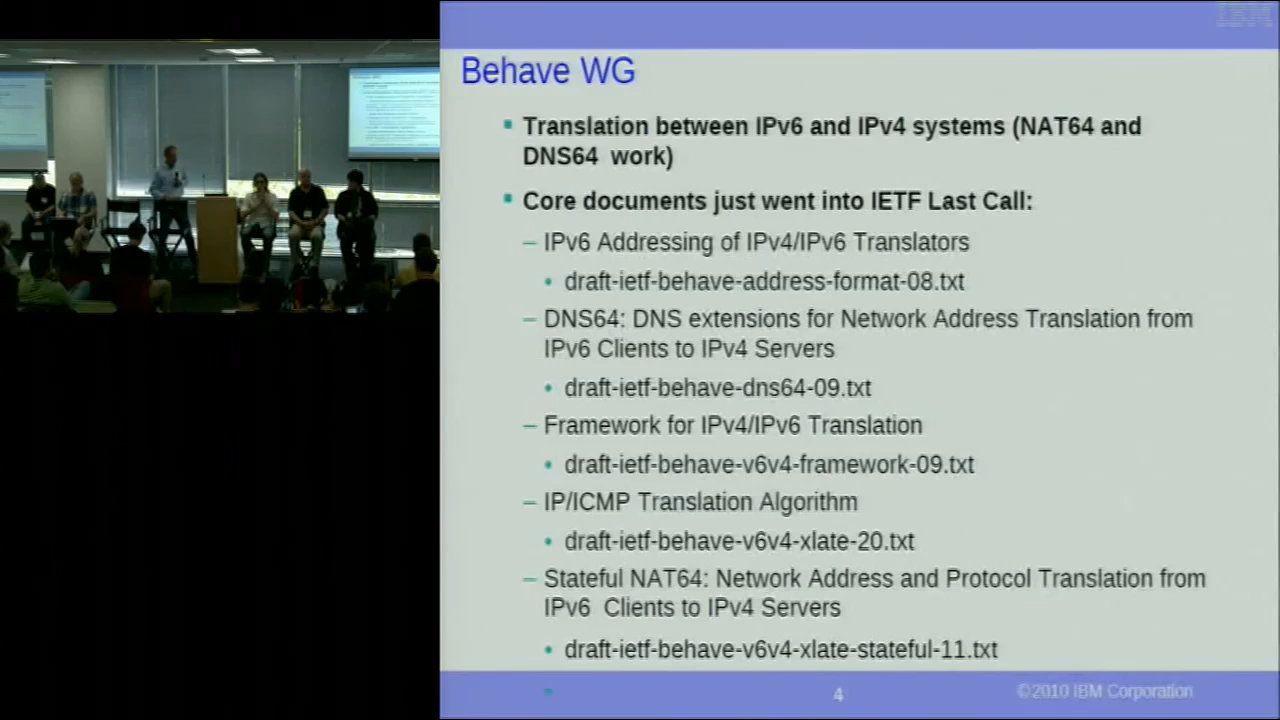 IBM
Behave WG
Translation between IPv6 and IPv4 systems (NAT64 and
DNS64 work)
Core documents just went into IETF Last Call:
– IPv6 Addressing of IPv4/IPv6 Translators
• draft-ietf-behave-address-format-08.txt
– DNS64: DNS extensions for Network Address Translation from
IPv6 Clients to IPv4 Servers
• draft-ietf-behave-dns64-09.txt
– Framework for IPv4/IPv6 Translation
• draft-ietf-behave-v6v4-framework-09.txt
– IP/ICMP Translation Algorithm
• draft-ietf-behave-v6v4-xlate-20.txt
– Stateful NAT64: Network Address and Protocol Translation from
IPv6 Clients to IPv4 Servers
• draft-ietf-behave-v6v4-xlate-stateful-11.txt
4
©2010 IBM Corporation